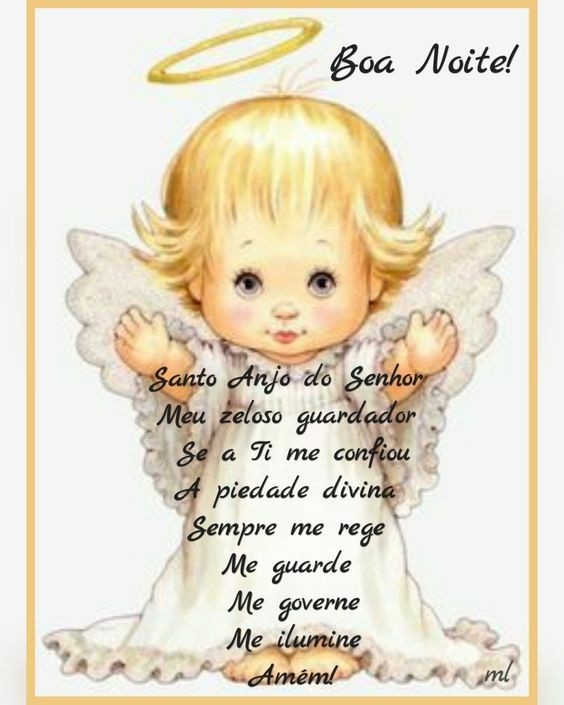 Boa Noite!
Santo Anjo do Senhor
Meu zeloso guardador
Se a Ti me confiou
A piedade divina
Sempre me rege
Me guarde
Me governe
Me ilumine
Amém!
ml